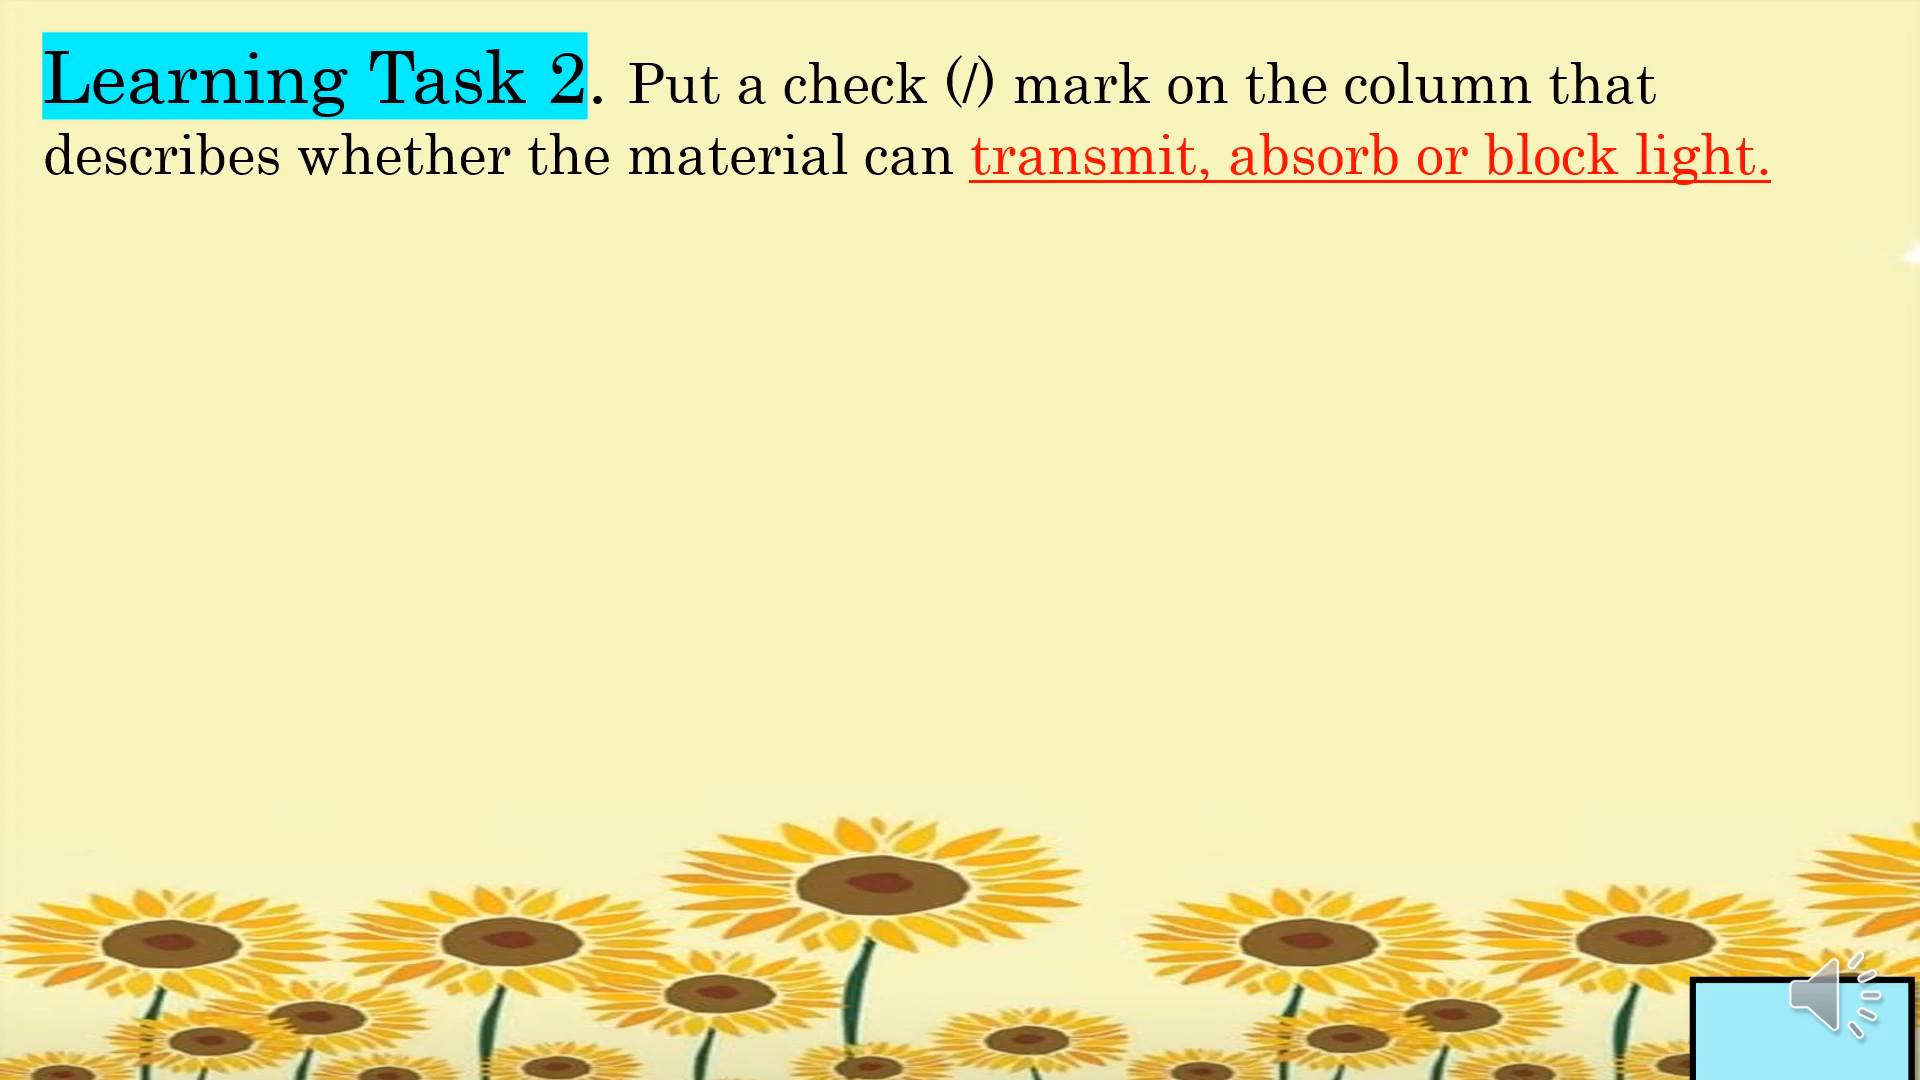 Learning Task 2. Put a check (/) mark on the column that
describes whether the material can transmit, absorb or block light.